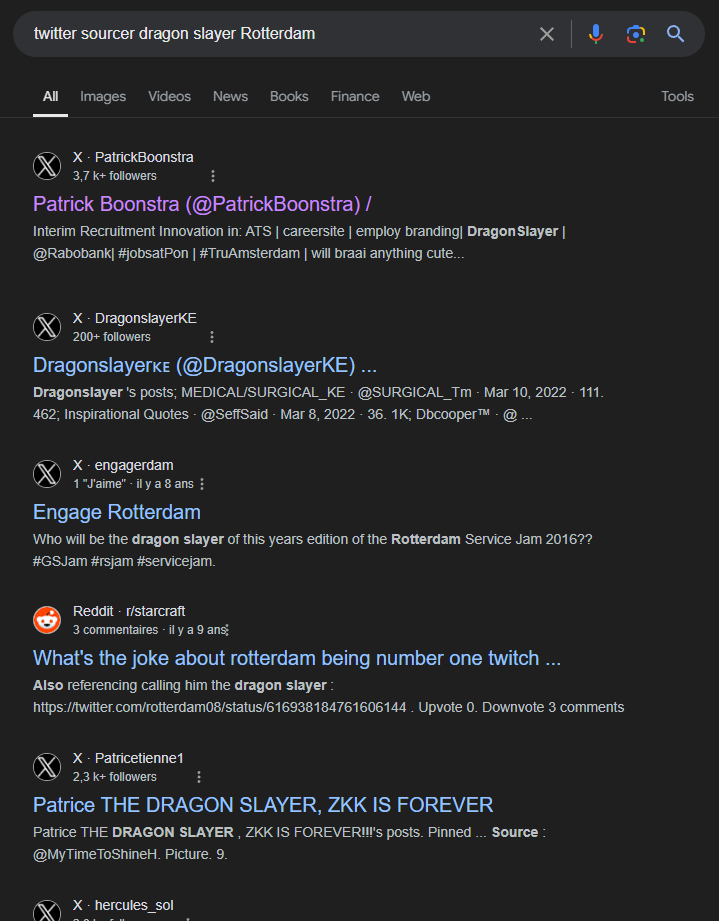 twitter sourcer dragon slayer Rotterdam
All Images Videos News Books Finance Web Tools
X · PatrickBoonstra
3,7 k+ followers
Patrick Boonstra (@PatrickBoonstra) /
Interim Recruitment Innovation in: ATS | careersite | employ branding| DragonSlayer |
@Rabobank| #jobsatPon | #TruAmsterdam | will braai anything cute...
X · DragonslayerKE
200+ followers
Dragonslayerᴋᴇ (@DragonslayerKE) ...
Dragonslayer 's posts; MEDICAL/SURGICAL_KE · @SURGICAL_Tm · Mar 10, 2022 · 111.
462; Inspirational Quotes · @SeffSaid · Mar 8, 2022 · 36. 1K; Dbcooper™ · @ ...
X · engagerdam
1 "J'aime" · il y a 8 ans
Engage Rotterdam
Who will be the dragon slayer of this years edition of the Rotterdam Service Jam 2016??
#GSJam #rsjam #servicejam.
Reddit · r/starcraft
3 commentaires · il y a 9 ans
What's the joke about rotterdam being number one twitch ...
Also referencing calling him the dragon slayer :
https://twitter.com/rotterdam08/status/616938184761606144 . Upvote 0. Downvote 3 comments
X · Patricetienne1
2,3 k+ followers
Patrice THE DRAGON SLAYER, ZKK IS FOREVER
Patrice THE DRAGON SLAYER , ZKK IS FOREVER!!!'s posts. Pinned ... Source :
@MyTimeToShineH. Picture. 9.
X · hercules_sol